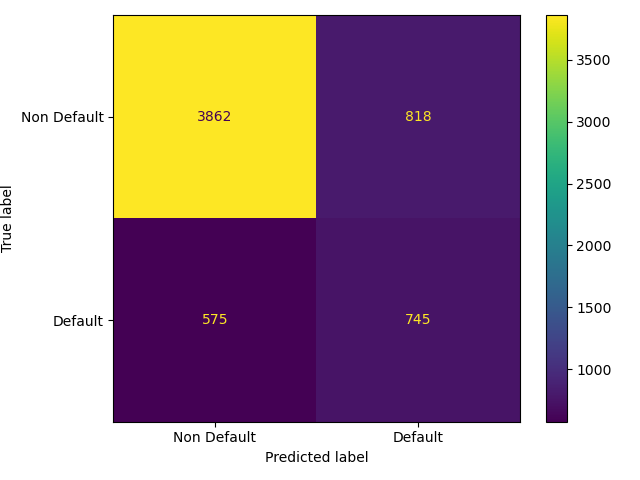 3862
818
575
745
Non Default
Default
True label
Non Default
Default
Predicted label
3500
3000
2500
2000
1500
1000